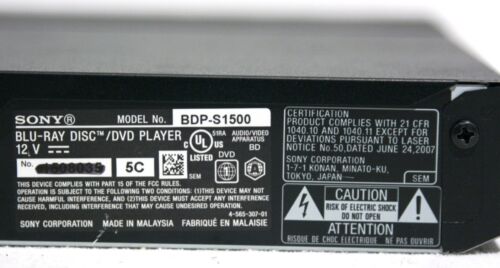 SONY® MODEL No. BDP-S1500
BLU-RAY DISC™/DVD PLAYER
12 V
No. 5C
C UL US LISTED 51RA AUDIO/VIDEO
APPARATUS
DVD BD
SEM
THIS DEVICE COMPLIES WITH PART 15 OF THE FCC RULES.
OPERATION IS SUBJECT TO THE FOLLOWING TWO CONDITIONS: (1)THIS DEVICE MAY NOT
CAUSE HARMFUL INTERFERENCE, AND (2)THIS DEVICE MUST ACCEPT ANY INTERFERENCE
RECEIVED, INCLUDING INTERFERENCE THAT MAY CAUSE UNDESIRED OPERATION.
4-565-307-01
SONY CORPORATION MADE IN MALAYSIA FABRIQUÉ EN MALAISIE
CERTIFICATION
PRODUCT COMPLIES WITH 21 CFR
1040.10 AND 1040.11 EXCEPT FOR
DEVIATIONS PURSUANT TO LASER
NOTICE No.50, DATED JUNE 24,2007
SONY CORPORATION
1-7-1 KONAN, MINATO-KU,
TOKYO, JAPAN
SEM
CAUTION
RISK OF ELECTRIC SHOCK
DO NOT OPEN
ATTENTION
RISQUE DE CHOC ELECTRIQUE NE PAS OUVRIR